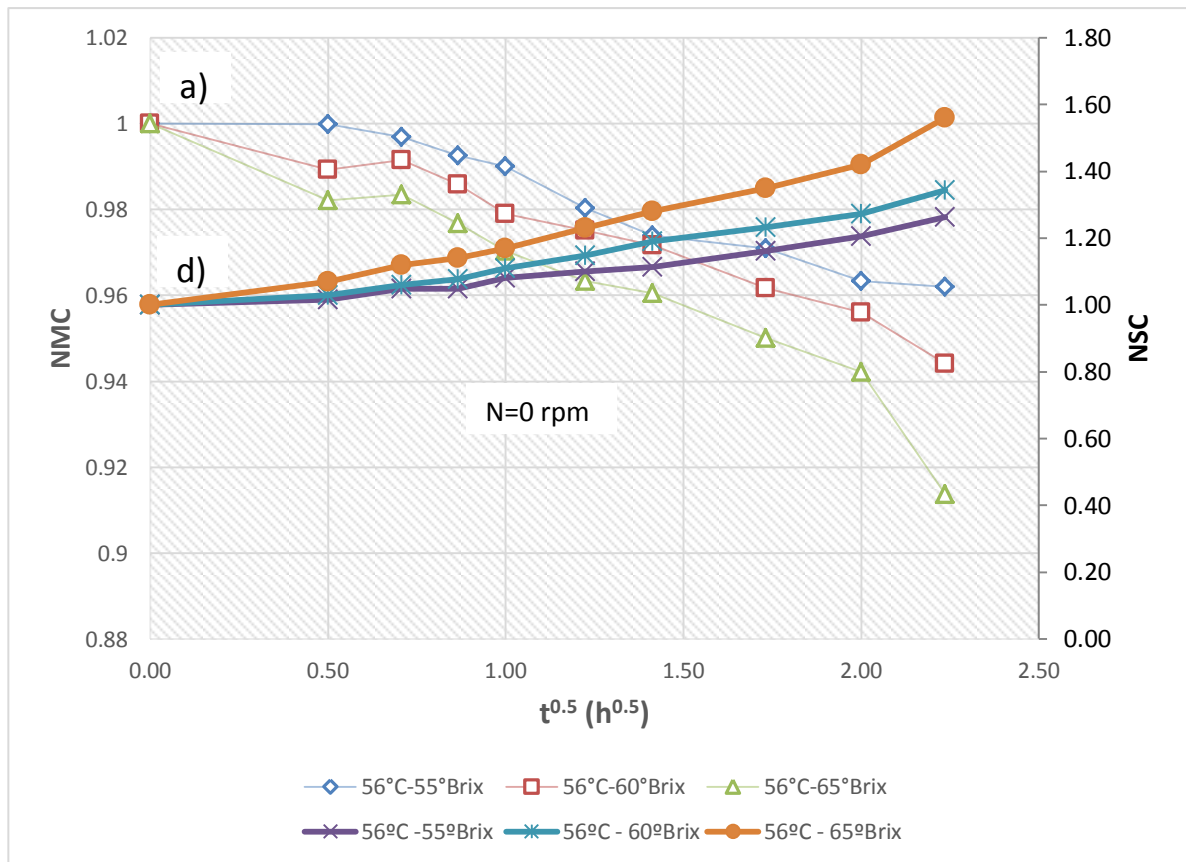 1.02
1
0.98
0.96
0.94
0.92
0.9
0.88
NMC
a)
d)
N=0 rpm
1.80
1.60
1.40
1.20
1.00
0.80
0.60
0.40
0.20
0.00
NSC
0.00 0.50 1.00 1.50 2.00 2.50
t^0.5 (h^0.5)
56°C-55°Brix 56°C-60°Brix 56°C-65°Brix
56ºC -55ºBrix 56ºC - 60ºBrix 56ºC - 65ºBrix